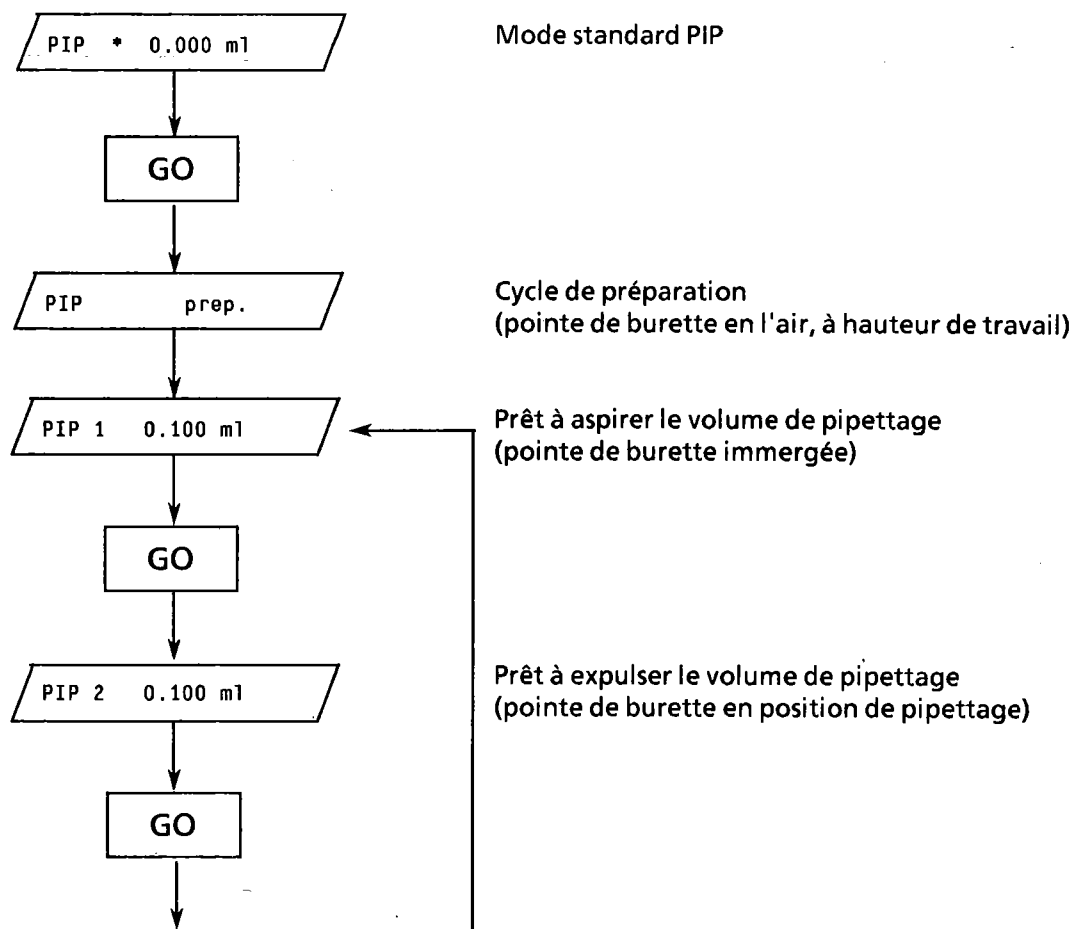 PIP * 0.000 ml
Mode standard PIP
GO
PIP prep.
Cycle de préparation
(pointe de burette en l'air, à hauteur de travail)
PIP 1 0.100 ml
Prêt à aspirer le volume de pipettage
(pointe de burette immergée)
GO
PIP 2 0.100 ml
Prêt à expulser le volume de pipettage
(pointe de burette en position de pipettage)
GO